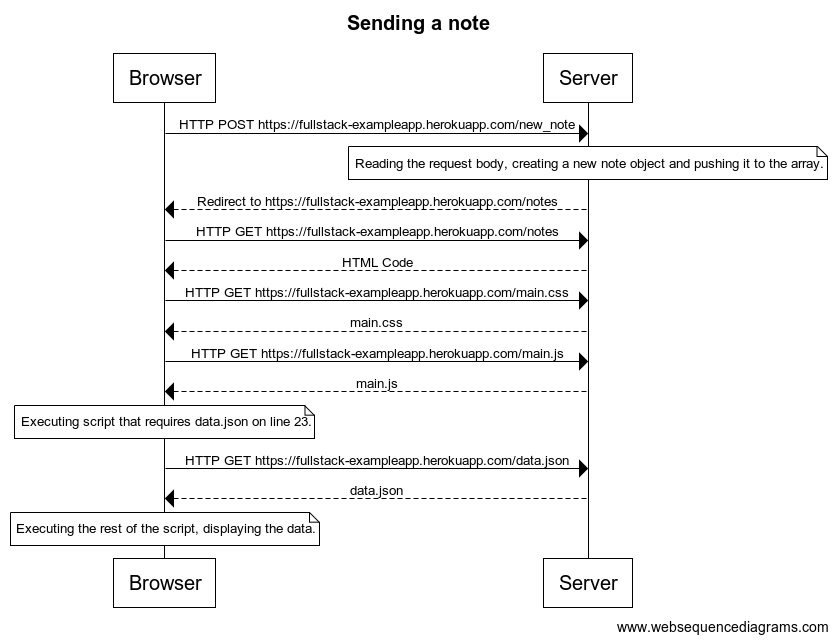 Sending a note
Browser
Server
HTTP POST https://fullstack-exampleapp.herokuapp.com/new_note
Reading the request body, creating a new note object and pushing it to the array.
Redirect to https://fullstack-exampleapp.herokuapp.com/notes
HTTP GET https://fullstack-exampleapp.herokuapp.com/notes
HTML Code
HTTP GET https://fullstack-exampleapp.herokuapp.com/main.css
main.css
HTTP GET https://fullstack-exampleapp.herokuapp.com/main.js
main.js
Executing script that requires data.json on line 23.
HTTP GET https://fullstack-exampleapp.herokuapp.com/data.json
data.json
Executing the rest of the script, displaying the data.
Browser
Server
www.websequencediagrams.com